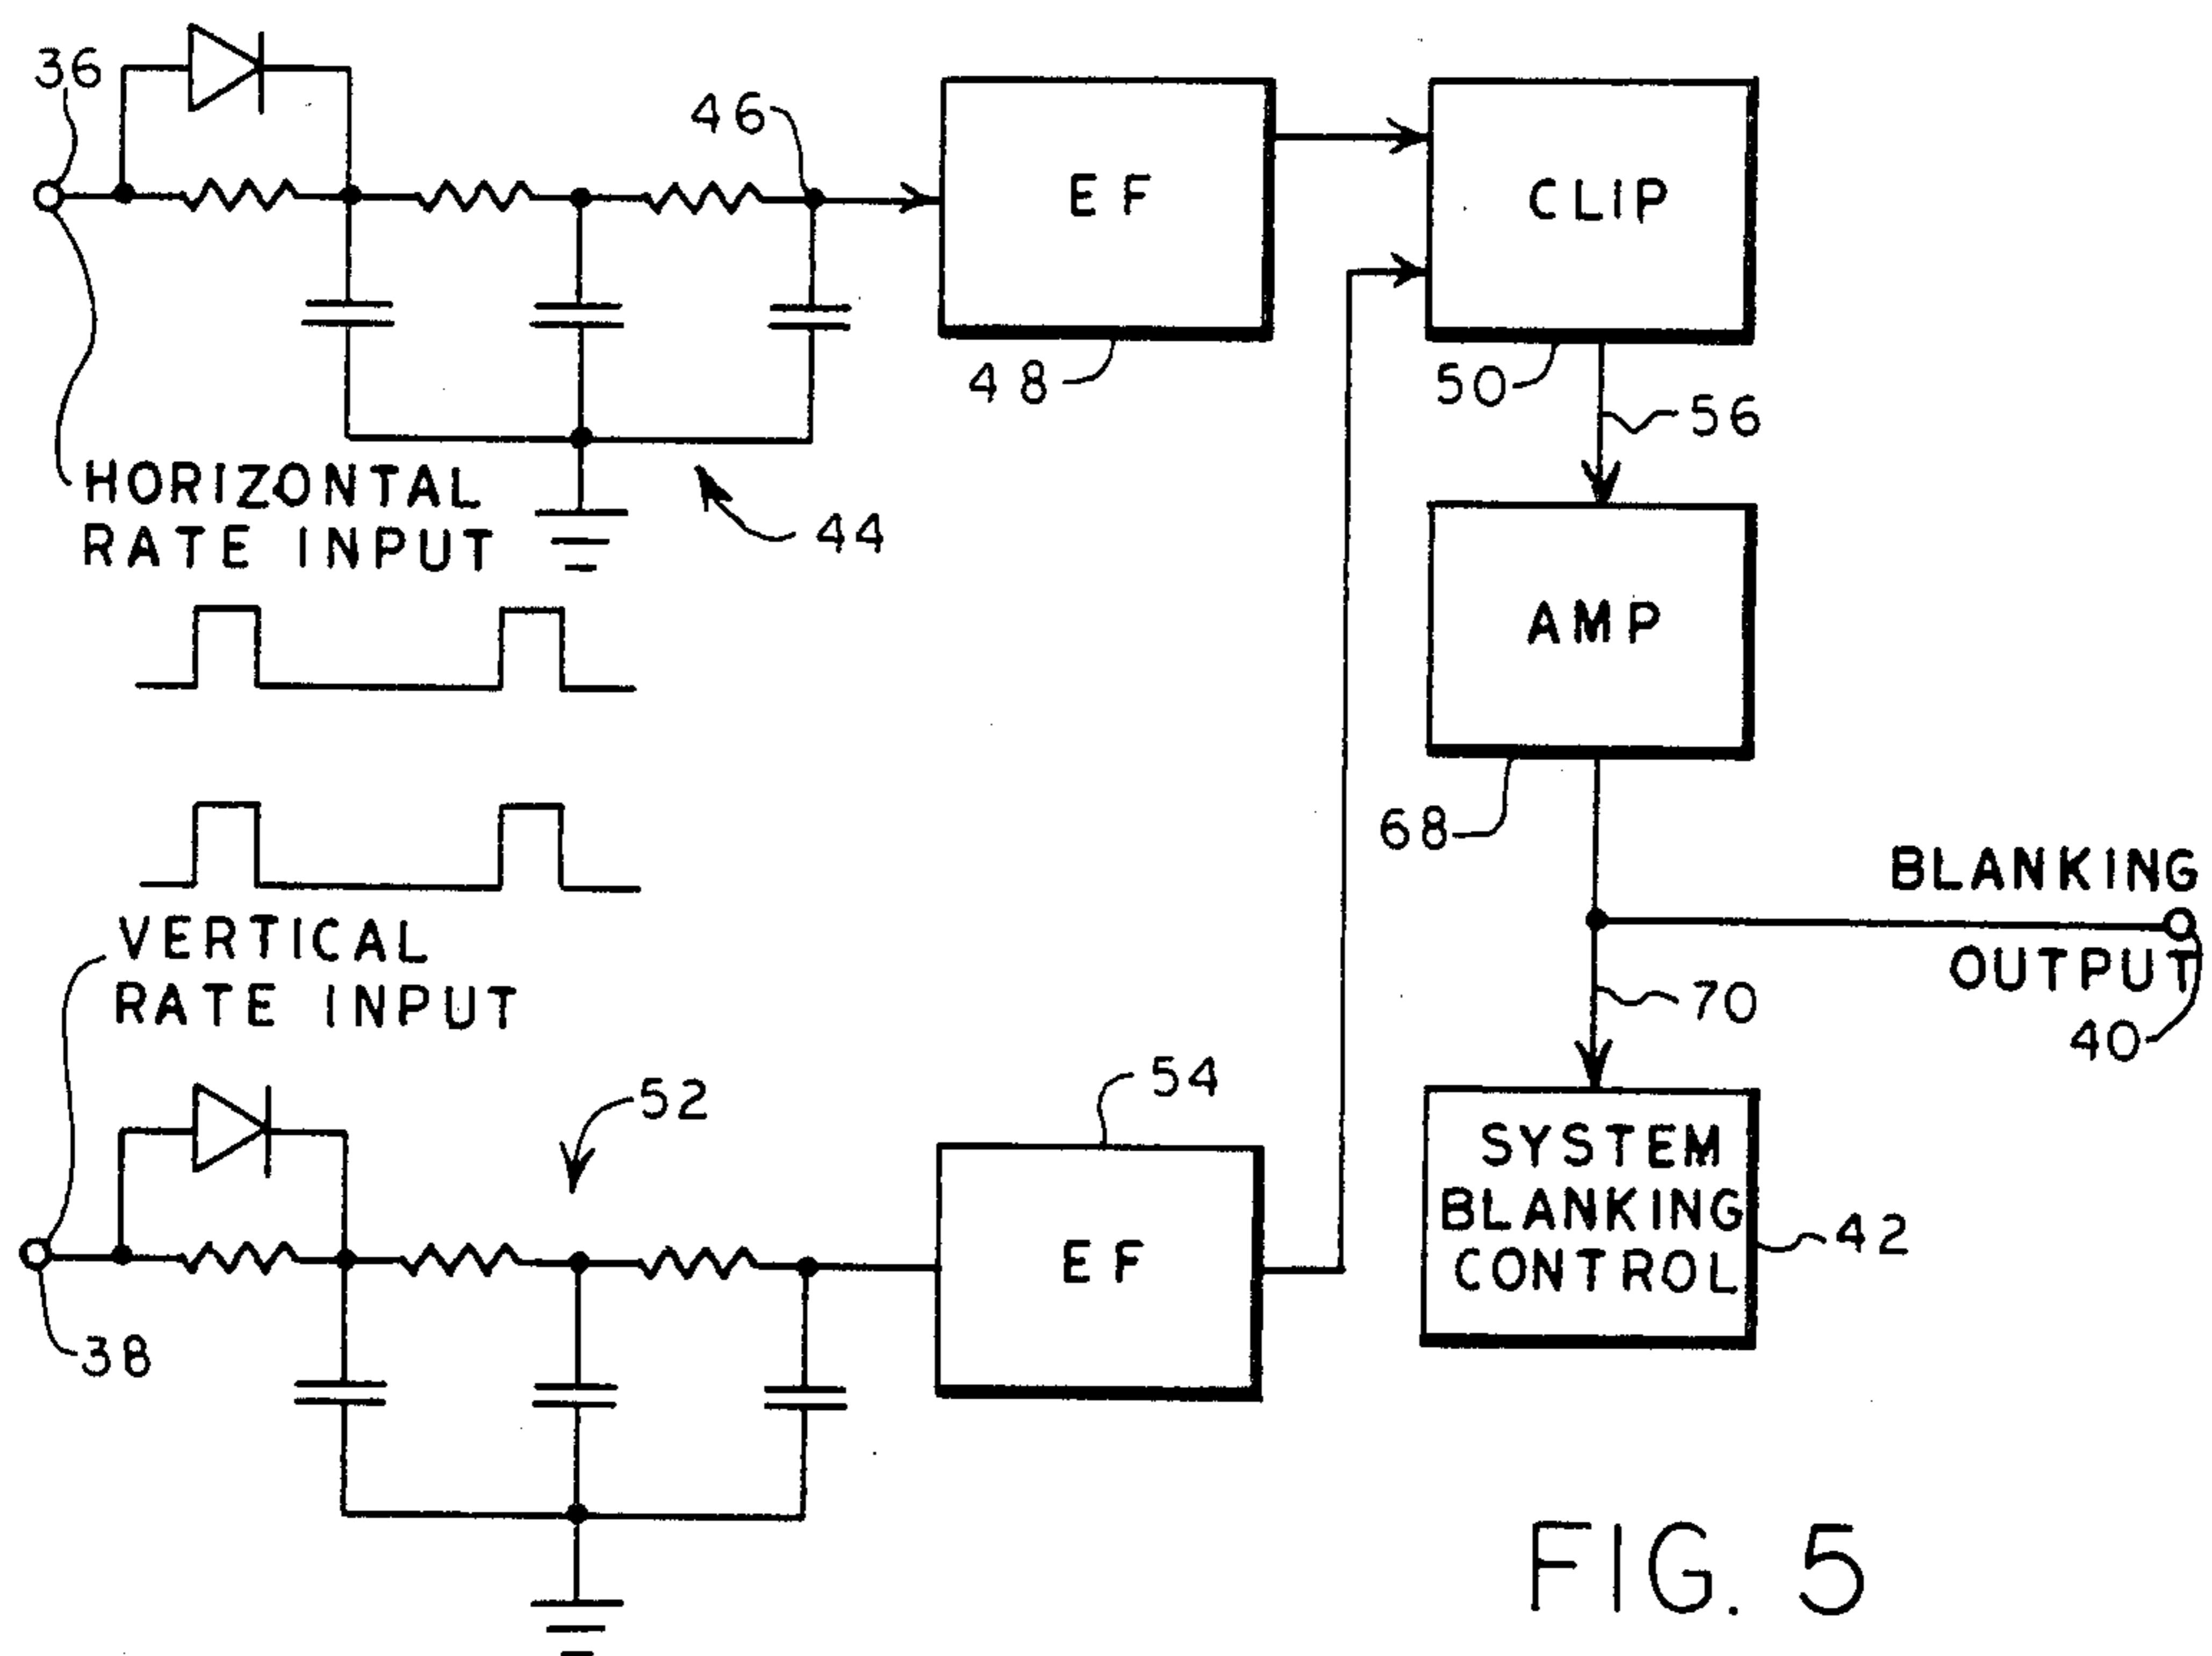 36
46
EF
CLIP
48
50
56
HORIZONTAL
RATE INPUT
44
AMP
68
BLANKING
OUTPUT
40
VERTICAL
RATE INPUT
70
52
54
EF
SYSTEM
BLANKING
CONTROL
42
38
FIG. 5